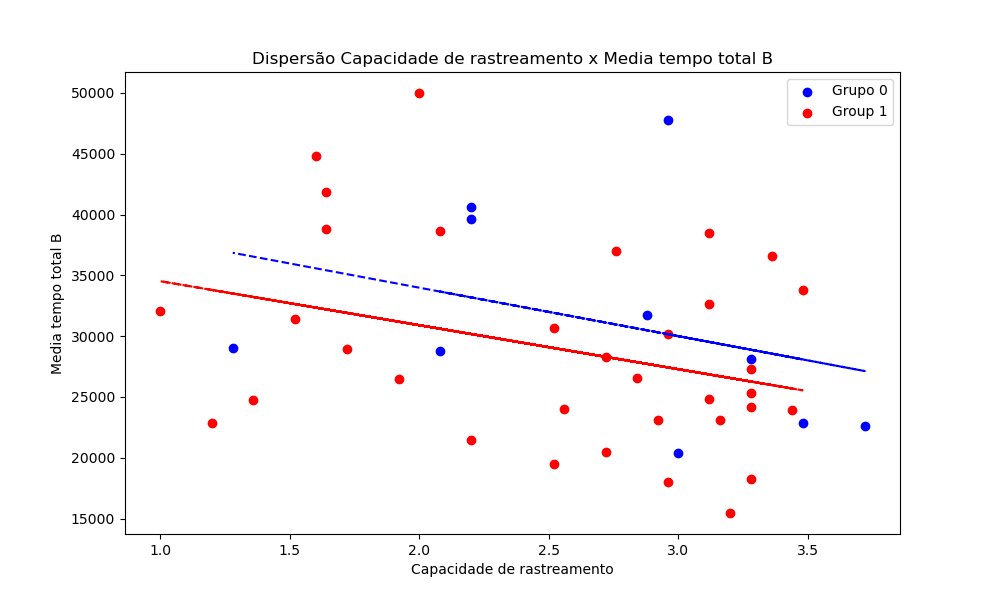 Dispersão Capacidade de rastreamento x Media tempo total B
Grupo 0
Group 1
Media tempo total B
50000
45000
40000
35000
30000
25000
20000
15000
1.0
1.5
2.0
2.5
3.0
3.5
Capacidade de rastreamento